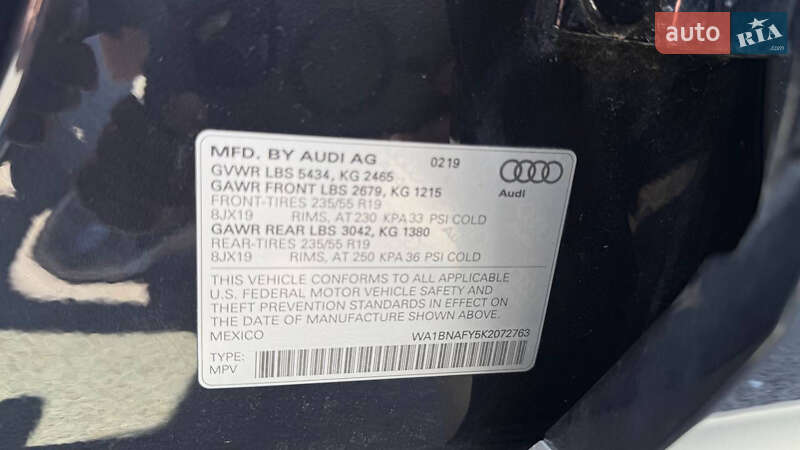 auto RIA.com
MFD. BY AUDI AG 0219
GVWR LBS 5434, KG 2465
GAWR FRONT LBS 2679, KG 1215
FRONT-TIRES 235/55 R19
8JX19 RIMS, AT 230 KPA 33 PSI COLD
GAWR REAR LBS 3042, KG 1380
REAR-TIRES 235/55 R19
8JX19 RIMS, AT 250 KPA 36 PSI COLD
Audi
THIS VEHICLE CONFORMS TO ALL APPLICABLE
U.S. FEDERAL MOTOR VEHICLE SAFETY AND
THEFT PREVENTION STANDARDS IN EFFECT ON
THE DATE OF MANUFACTURE SHOWN ABOVE.
MEXICO WA1BNAFY5K2072763
TYPE:
MPV